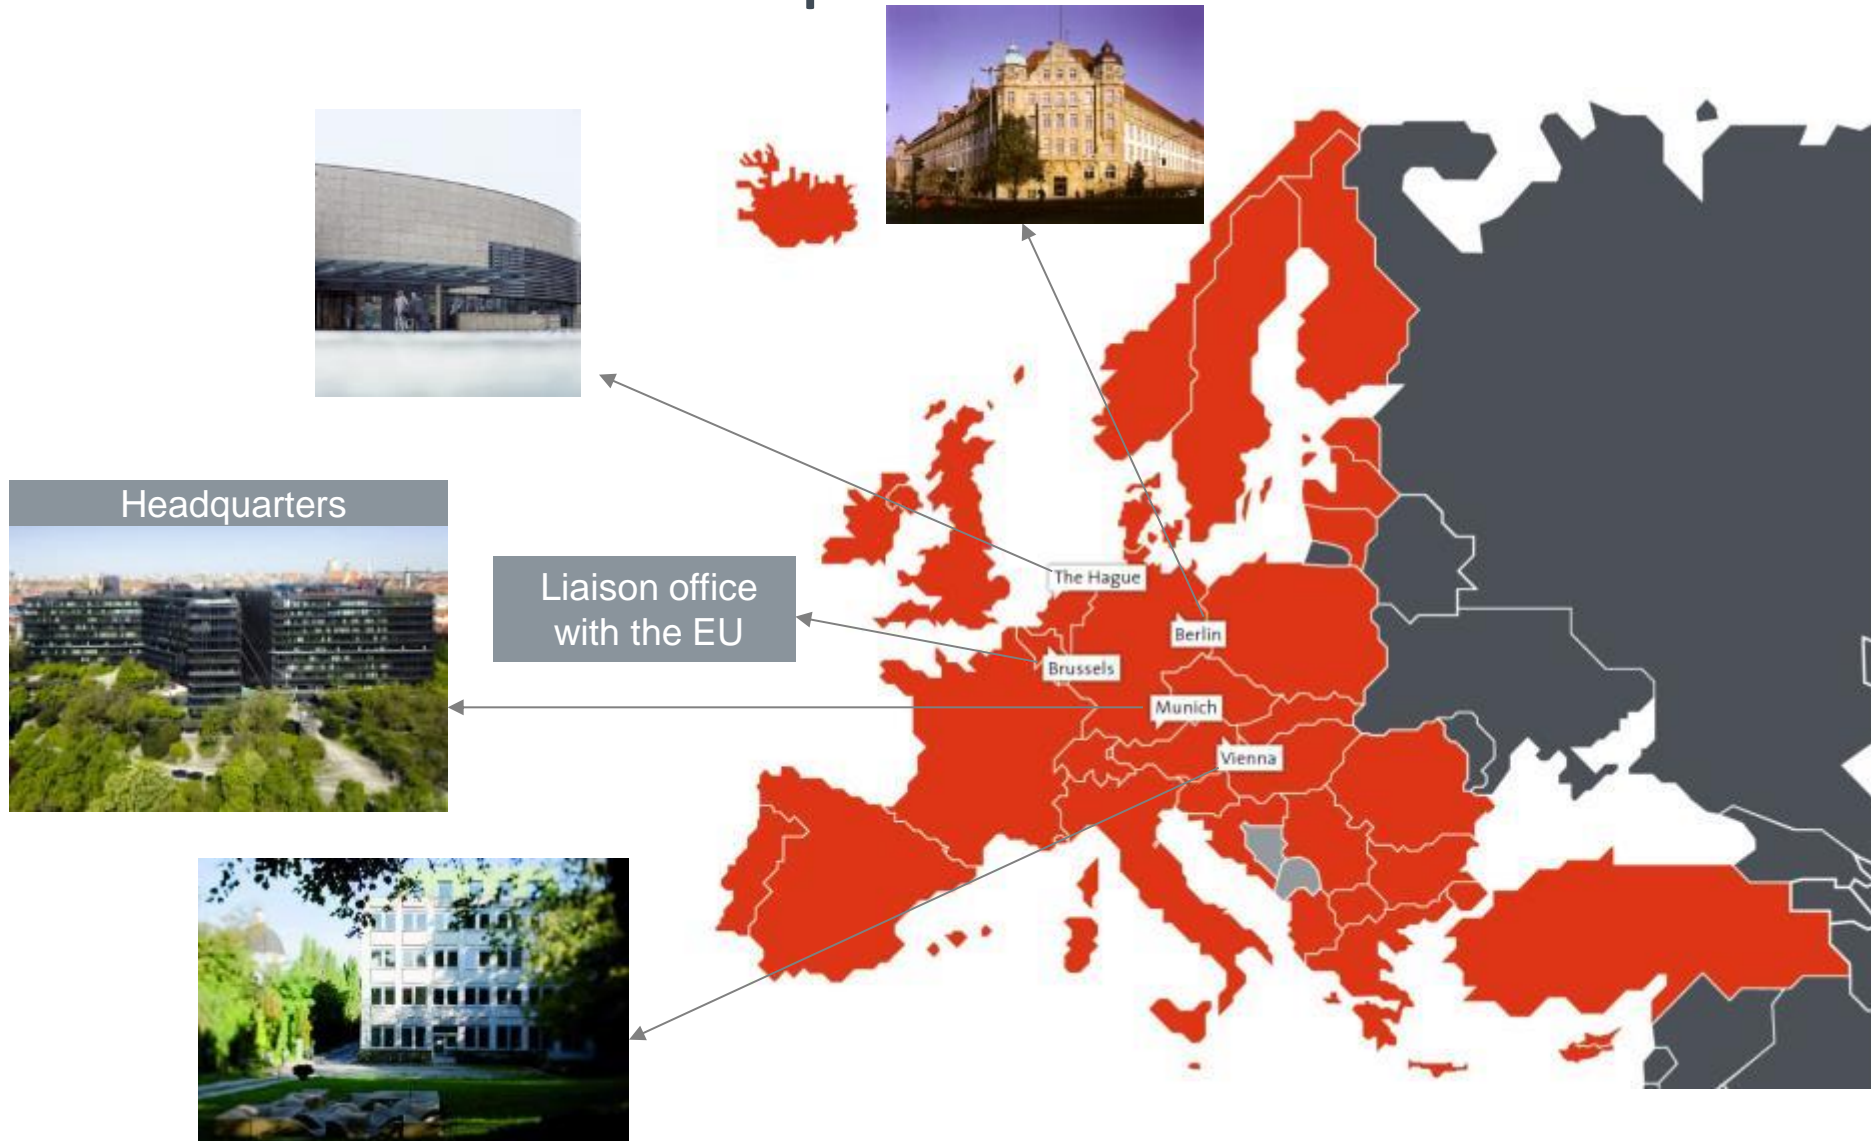 Headquarters
Liaison office
with the EU
The Hague
Berlin
Brussels
Munich
Vienna